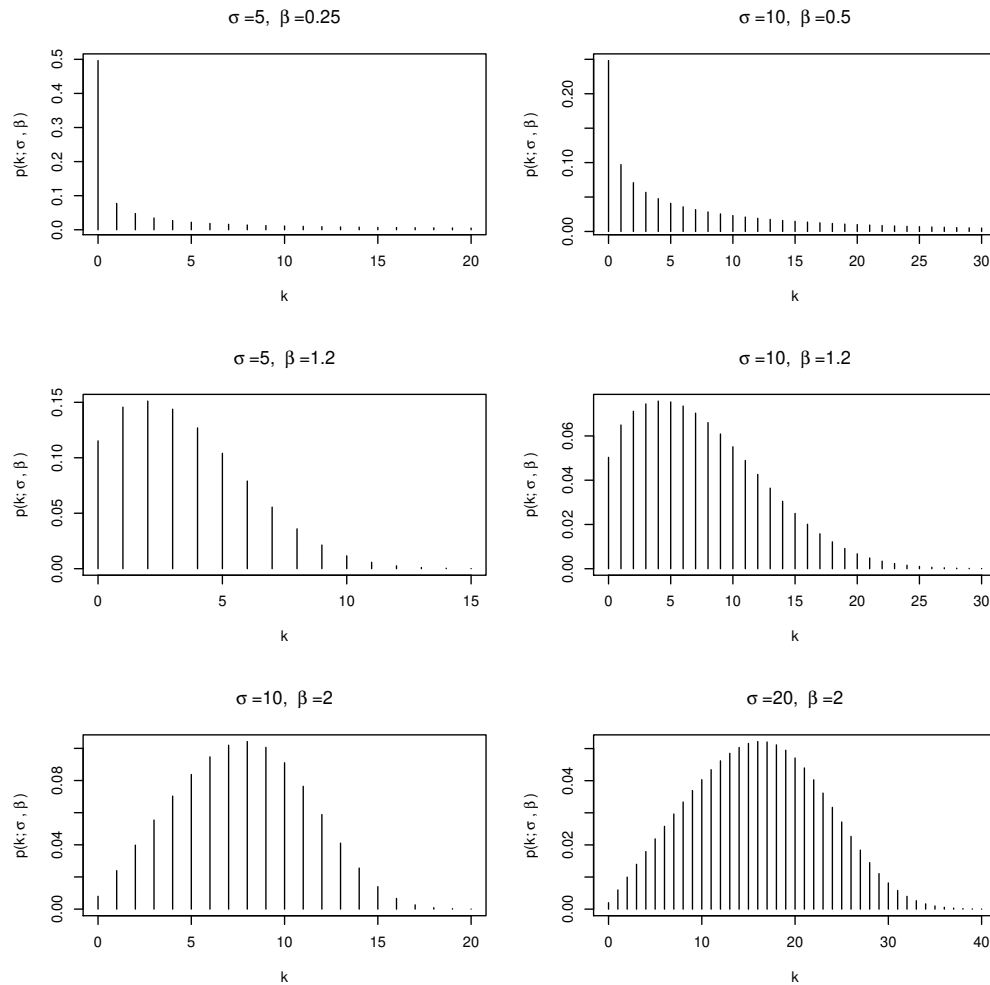 σ =5, β =0.25
p(k; σ , β )
0.0 0.1 0.2 0.3 0.4 0.5
0 5 10 15 20
k
σ =10, β =0.5
p(k; σ , β )
0.00 0.10 0.20
0 5 10 15 20 25 30
k
σ =5, β =1.2
p(k; σ , β )
0.00 0.05 0.10 0.15
0 5 10 15
k
σ =10, β =1.2
p(k; σ , β )
0.00 0.02 0.04 0.06
0 5 10 15 20 25 30
k
σ =10, β =2
p(k; σ , β )
0.00 0.04 0.08
0 5 10 15 20
k
σ =20, β =2
p(k; σ , β )
0.00 0.02 0.04
0 10 20 30 40
k